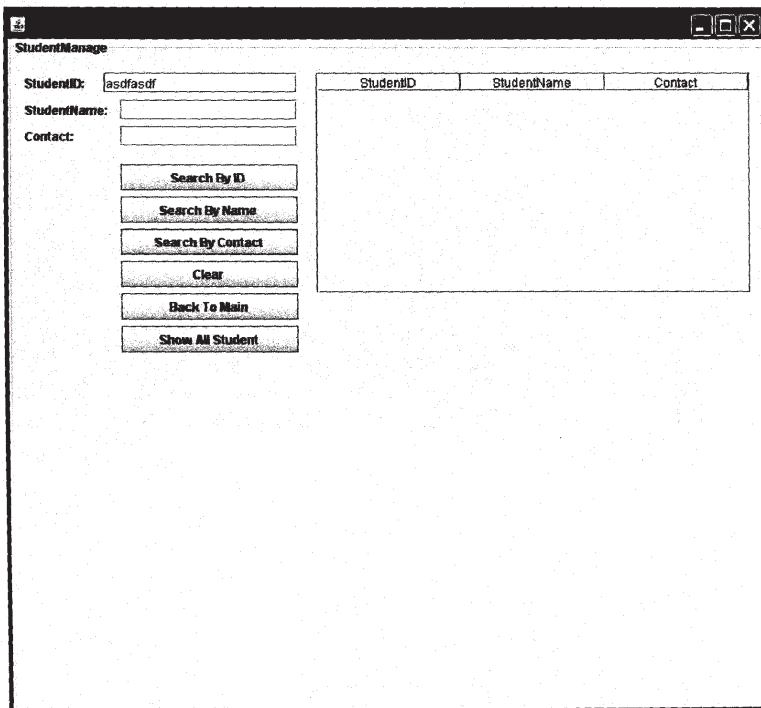 StudentManage
StudentID: asdfasdf
StudentName:
Contact:
Search By ID
Search By Name
Search By Contact
Clear
Back To Main
Show All Student
StudentID StudentName Contact